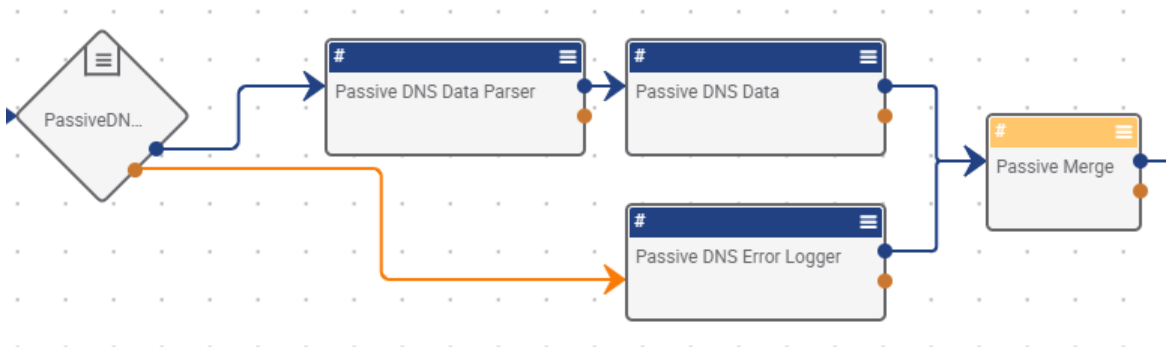 PassiveDN...
#
Passive DNS Data Parser
#
Passive DNS Data
#
Passive DNS Error Logger
#
Passive Merge